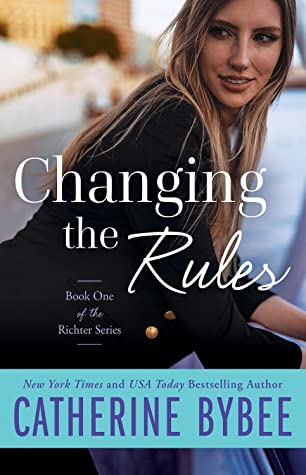 Changing
the
Rules
Book One
of the
Richter Series
New York Times and USA Today Bestselling Author
CATHERINE BYBEE